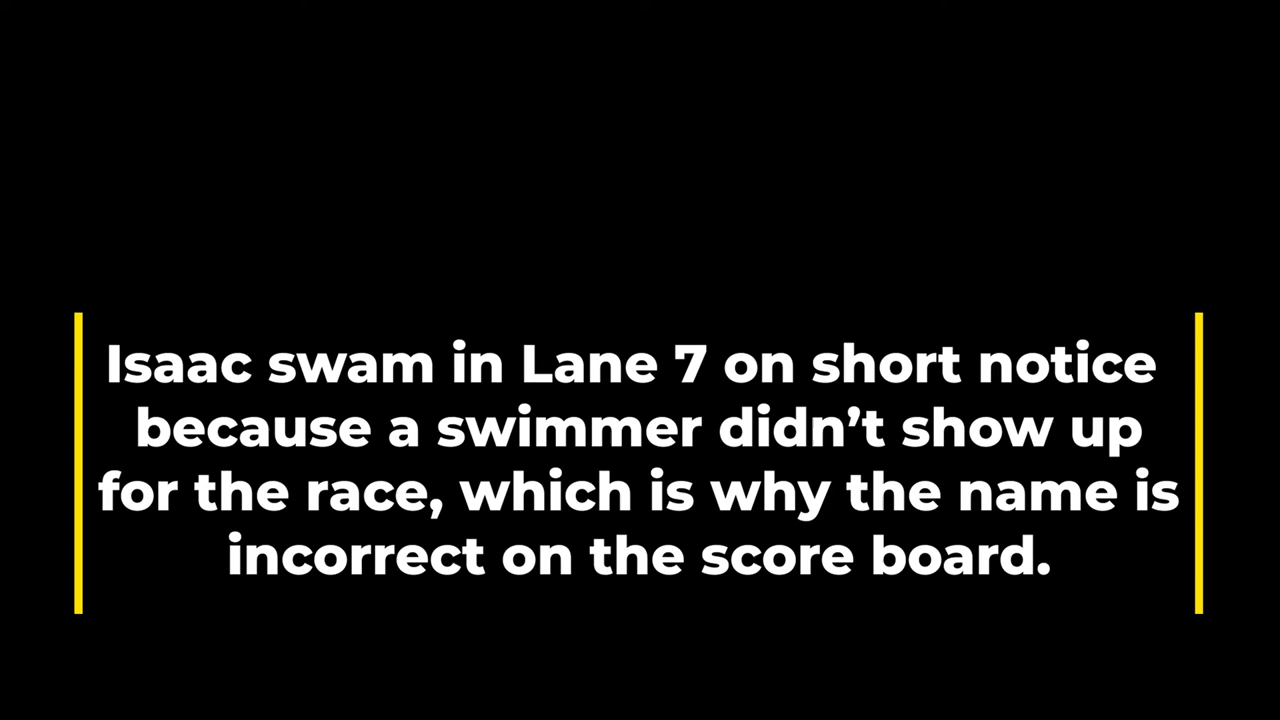 Isaac swam in Lane 7 on short notice
because a swimmer didn’t show up
for the race, which is why the name is
incorrect on the score board.